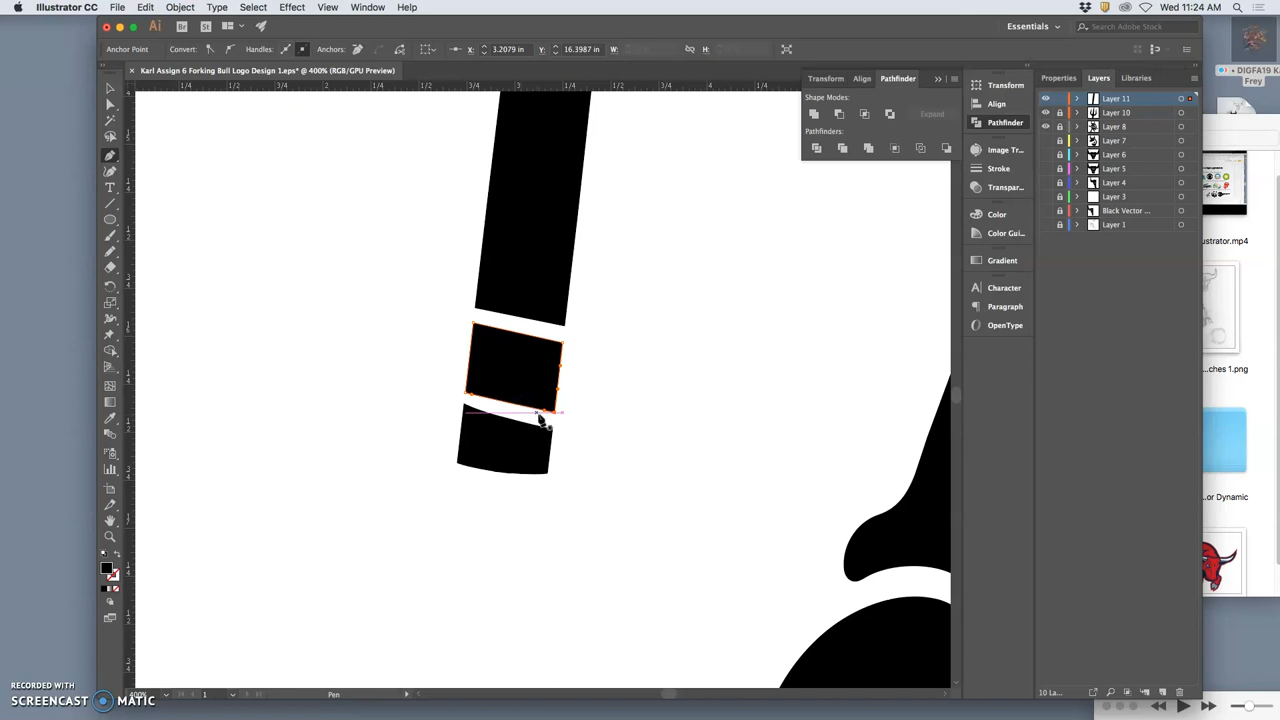 Illustrator CC File Edit Object Type Select Effect View Window Help
Wed 11:24 AM
Essentials
Search Adobe Stock
Anchor Point Convert: Handles: Anchors: X: 3.2079 in Y: 16.3987 in W: H:
× Karl Assign 6 Forking Bull Logo Design 1.eps* @ 400% (RGB/GPU Preview)
Transform Align Pathfinder
Shape Modes:
Expand
Pathfinders:
Transform
Align
Pathfinder
Image Tr...
Stroke
Transpar...
Color
Color Gui...
Gradient
Character
Paragraph
OpenType
Properties Layers Libraries
Layer 11
Layer 10
Layer 8
Layer 7
Layer 6
Layer 5
Layer 4
Layer 3
Black Vector ...
Layer 1
10 La...
DIGFA19 K
Frey
ustrator.mp4
...ches 1.png
or Dynamic
400% 1 Pen
RECORDED WITH
SCREENCAST MATIC